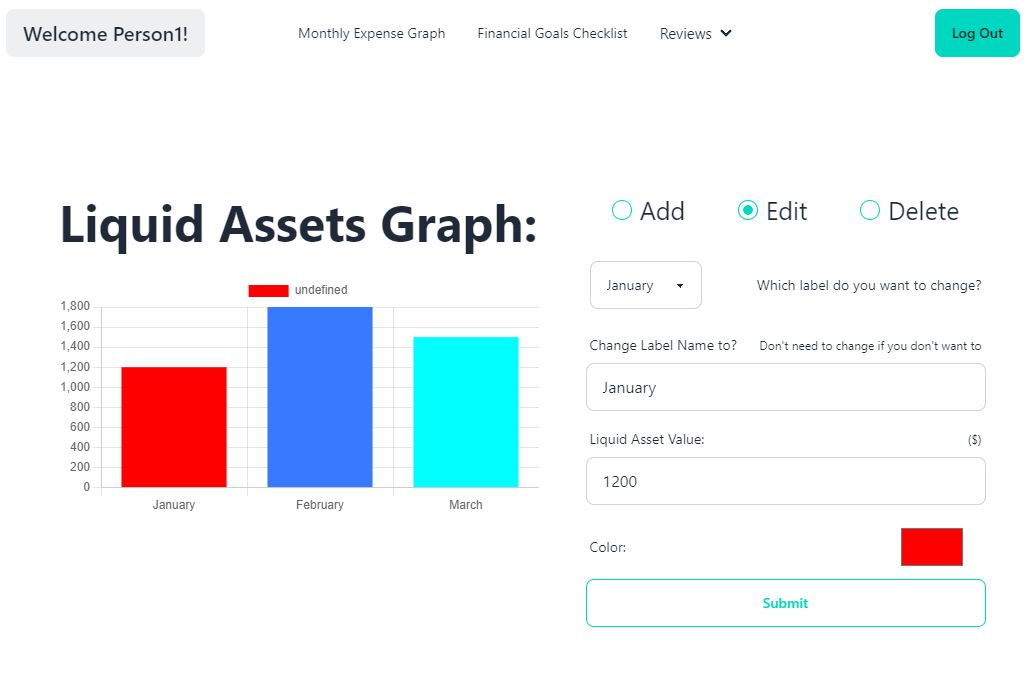 Welcome Person1!
Monthly Expense Graph
Financial Goals Checklist
Reviews
Log Out
Liquid Assets Graph:
undefined
1,800
1,600
1,400
1,200
1,000
800
600
400
200
0
January
February
March
Add
Edit
Delete
January
Which label do you want to change?
Change Label Name to?
Don't need to change if you don't want to
January
Liquid Asset Value:
($)
1200
Color:
Submit